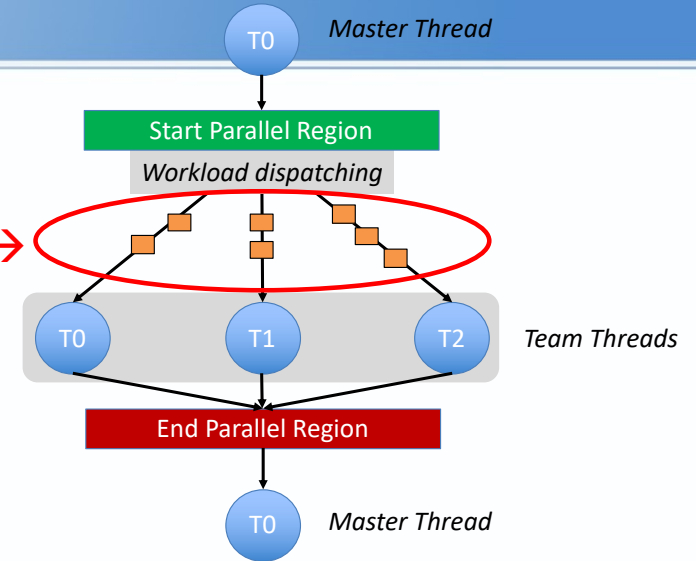 T0
Master Thread
Start Parallel Region
Workload dispatching
T0
T1
T2
Team Threads
End Parallel Region
T0
Master Thread